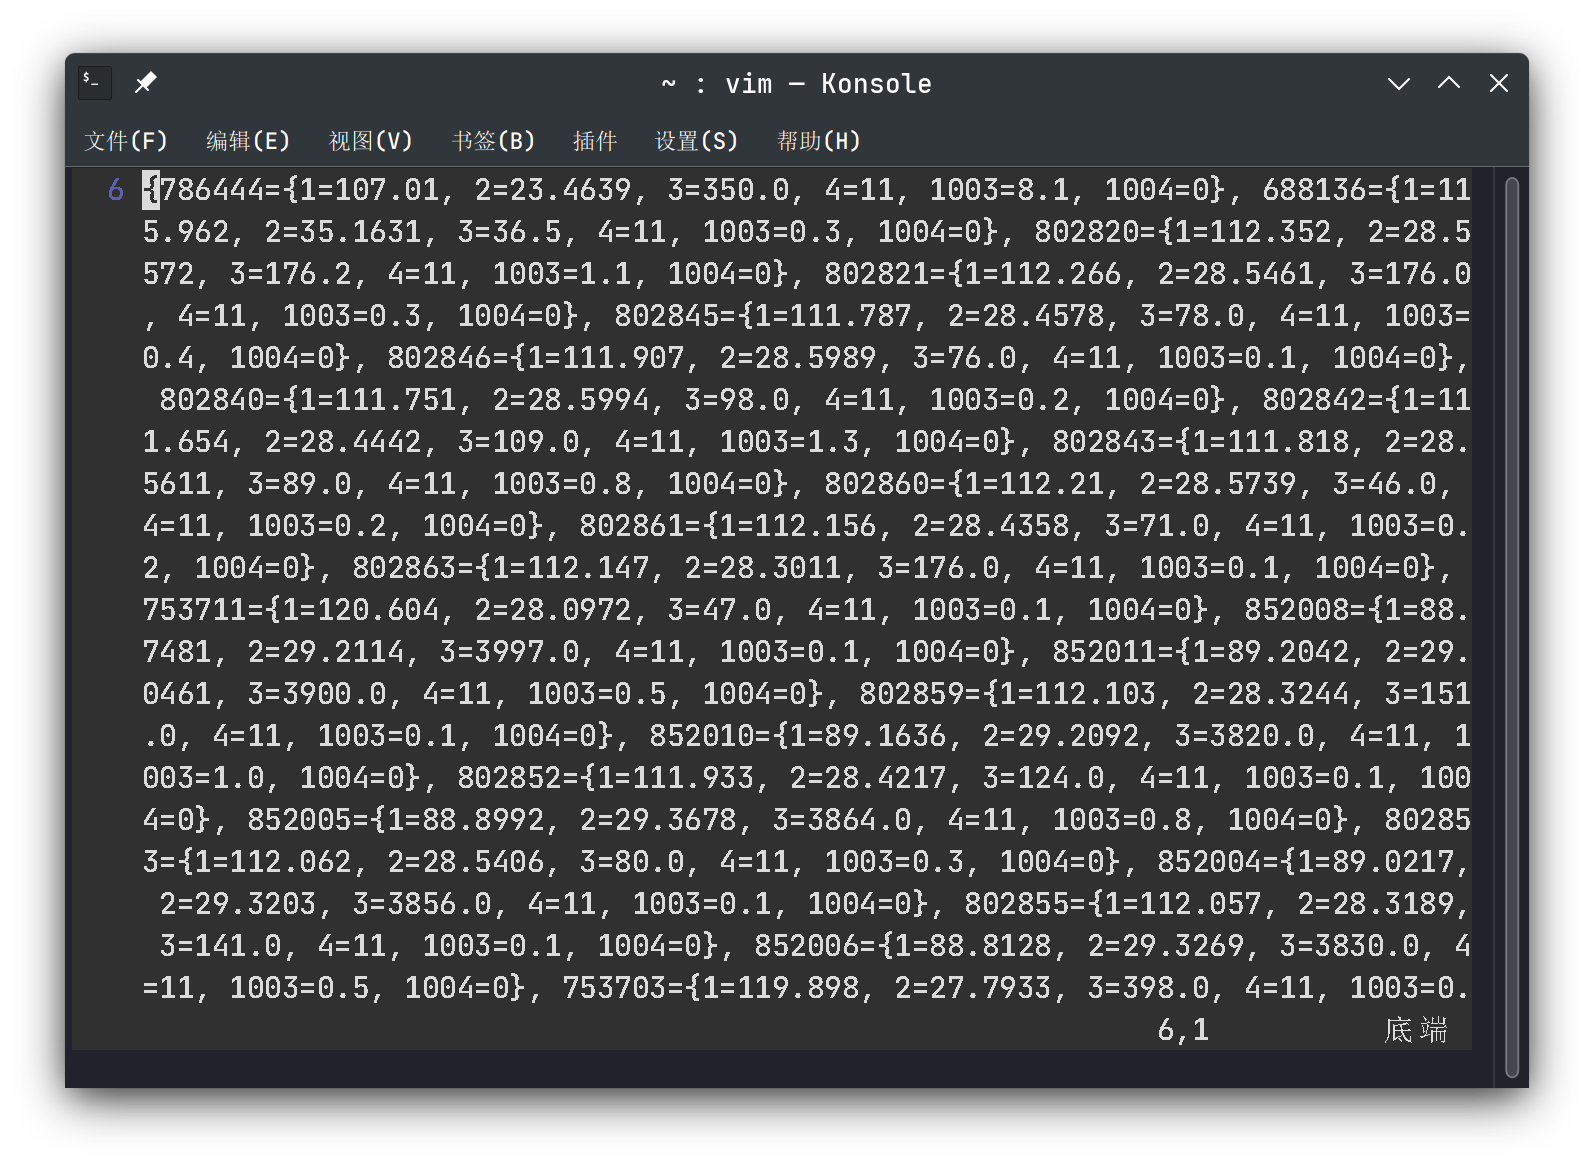 $_
~ : vim — Konsole
文件(F) 编辑(E) 视图(V) 书签(B) 插件 设置(S) 帮助(H)
6 {786444={1=107.01, 2=23.4639, 3=350.0, 4=11, 1003=8.1, 1004=0}, 688136={1=11
5.962, 2=35.1631, 3=36.5, 4=11, 1003=0.3, 1004=0}, 802820={1=112.352, 2=28.5
572, 3=176.2, 4=11, 1003=1.1, 1004=0}, 802821={1=112.266, 2=28.5461, 3=176.0
, 4=11, 1003=0.3, 1004=0}, 802845={1=111.787, 2=28.4578, 3=78.0, 4=11, 1003=
0.4, 1004=0}, 802846={1=111.907, 2=28.5989, 3=76.0, 4=11, 1003=0.1, 1004=0},
802840={1=111.751, 2=28.5994, 3=98.0, 4=11, 1003=0.2, 1004=0}, 802842={1=11
1.654, 2=28.4442, 3=109.0, 4=11, 1003=1.3, 1004=0}, 802843={1=111.818, 2=28.
5611, 3=89.0, 4=11, 1003=0.8, 1004=0}, 802860={1=112.21, 2=28.5739, 3=46.0,
4=11, 1003=0.2, 1004=0}, 802861={1=112.156, 2=28.4358, 3=71.0, 4=11, 1003=0.
2, 1004=0}, 802863={1=112.147, 2=28.3011, 3=176.0, 4=11, 1003=0.1, 1004=0},
753711={1=120.604, 2=28.0972, 3=47.0, 4=11, 1003=0.1, 1004=0}, 852008={1=88.
7481, 2=29.2114, 3=3997.0, 4=11, 1003=0.1, 1004=0}, 852011={1=89.2042, 2=29.
0461, 3=3900.0, 4=11, 1003=0.5, 1004=0}, 802859={1=112.103, 2=28.3244, 3=151
.0, 4=11, 1003=0.1, 1004=0}, 852010={1=89.1636, 2=29.2092, 3=3820.0, 4=11, 1
003=1.0, 1004=0}, 802852={1=111.933, 2=28.4217, 3=124.0, 4=11, 1003=0.1, 100
4=0}, 852005={1=88.8992, 2=29.3678, 3=3864.0, 4=11, 1003=0.8, 1004=0}, 80285
3={1=112.062, 2=28.5406, 3=80.0, 4=11, 1003=0.3, 1004=0}, 852004={1=89.0217,
2=29.3203, 3=3856.0, 4=11, 1003=0.1, 1004=0}, 802855={1=112.057, 2=28.3189,
3=141.0, 4=11, 1003=0.1, 1004=0}, 852006={1=88.8128, 2=29.3269, 3=3830.0, 4
=11, 1003=0.5, 1004=0}, 753703={1=119.898, 2=27.7933, 3=398.0, 4=11, 1003=0.
6,1 底端